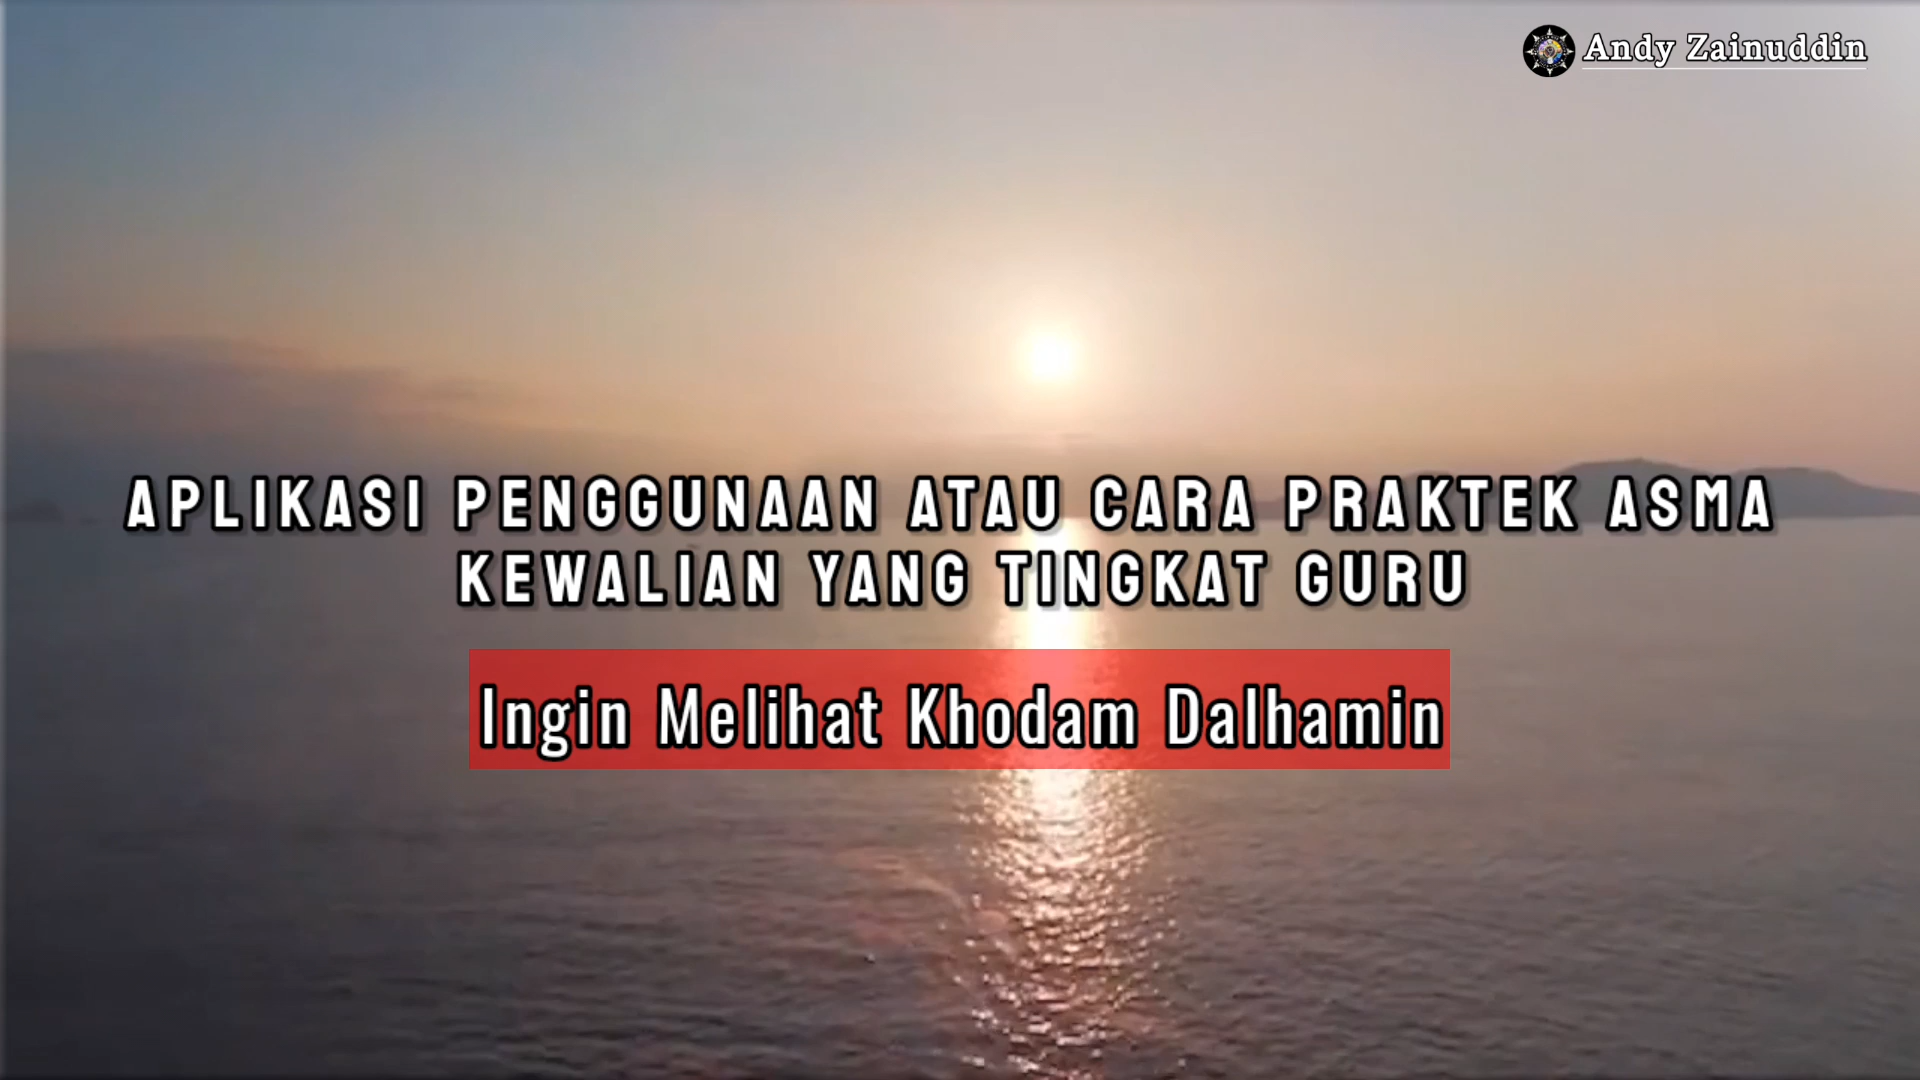 Andy Zainuddin
APLIKASI PENGGUNAAN ATAU CARA PRAKTEK ASMA
KEWALIAN YANG TINGKAT GURU
Ingin Melihat Khodam Dalhamin